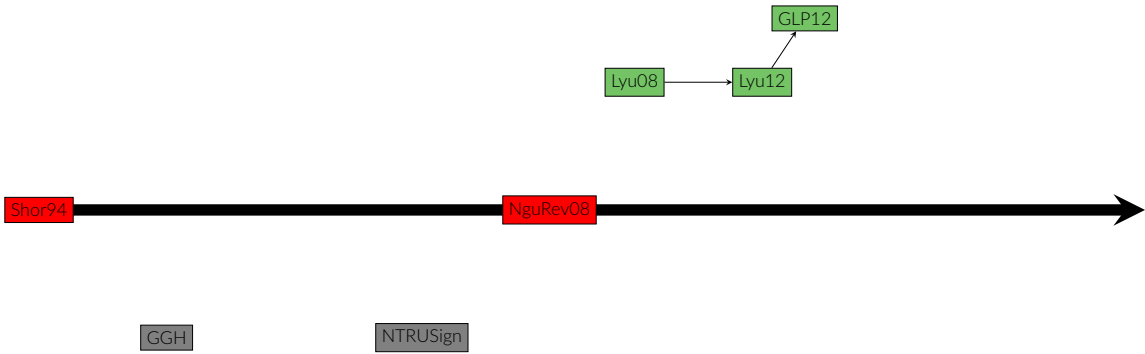 GLP12
Lyu08
Lyu12
Shor94
NguRev08
GGH
NTRUSign